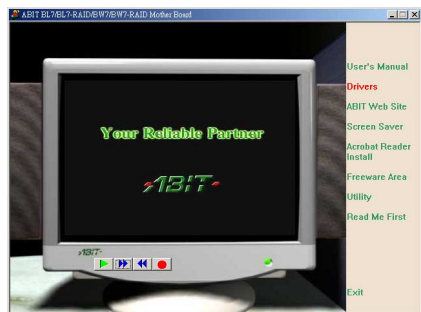 ABIT BL7/BL7-RAID/BW7/BW7-RAID Mother Board
Your Reliable Partner
ABIT
ABIT
User's Manual
Drivers
ABIT Web Site
Screen Saver
Acrobat Reader
Install
Freeware Area
Utility
Read Me First
Exit